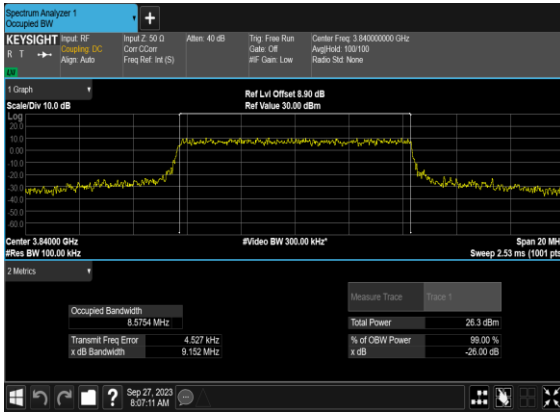 Spectrum Analyzer 1
Occupied BW
+
KEYSIGHT
R T
LW
Input: RF
Coupling: DC
Align: Auto
Input Z: 50 Ω
Corr CCorr
Freq Ref: Int (S)
Atten: 40 dB
Trig: Free Run
Gate: Off
#IF Gain: Low
Center Freq: 3.840000000 GHz
Avg|Hold: 100/100
Radio Std: None
1 Graph
Scale/Div 10.0 dB
Ref Lvl Offset 8.90 dB
Ref Value 30.00 dBm
Log
20.0
10.0
0.00
-10.0
-20.0
-30.0
-40.0
-50.0
-60.0
Center 3.84000 GHz
#Res BW 100.00 kHz
#Video BW 300.00 kHz*
Span 20 MH
Sweep 2.53 ms (1001 pts
2 Metrics
Measure Trace Trace 1
Occupied Bandwidth
8.5754 MHz
Total Power 26.3 dBm
Transmit Freq Error 4.527 kHz
% of OBW Power 99.00 %
x dB Bandwidth 9.152 MHz
x dB -26.00 dB
?
Sep 27, 2023
8:07:11 AM